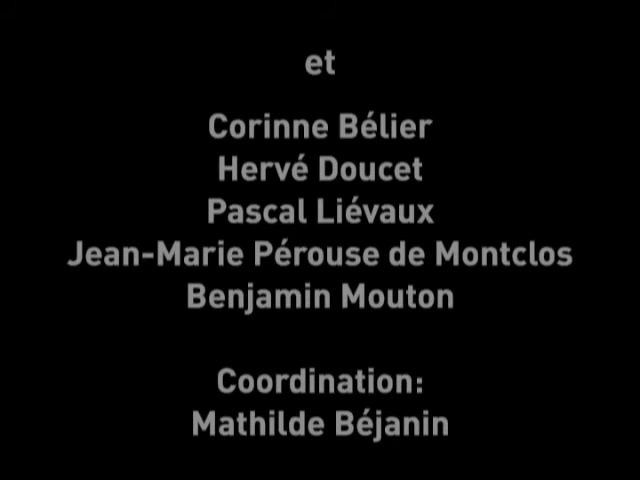 et
Corinne Bélier
Hervé Doucet
Pascal Liévaux
Jean-Marie Pérouse de Montclos
Benjamin Mouton
Coordination:
Mathilde Béjanin